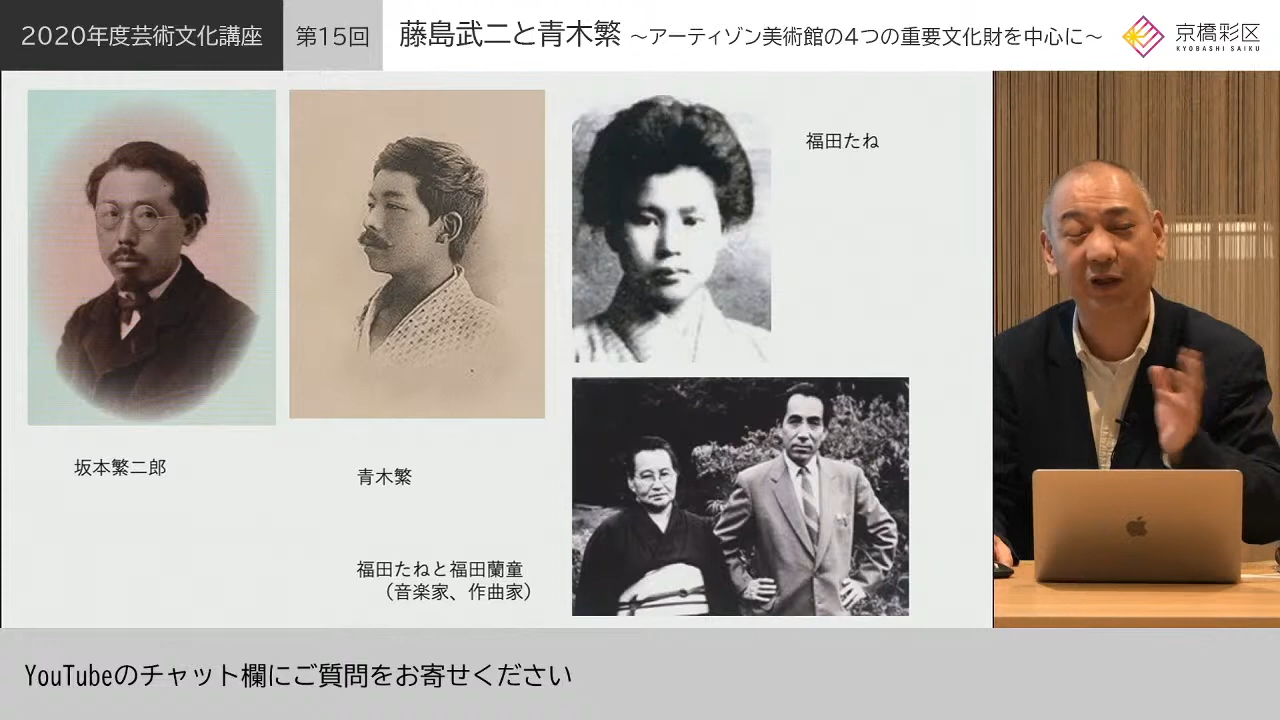 2020年度芸術文化講座
第15回
藤島武二と青木繁 ～アーティゾン美術館の4つの重要文化財を中心に～
京橋彩区
KYOBASHI SAIKU
福田たね
坂本繁二郎
青木繁
福田たねと福田蘭童
（音楽家、作曲家）
YouTubeのチャット欄にご質問をお寄せください